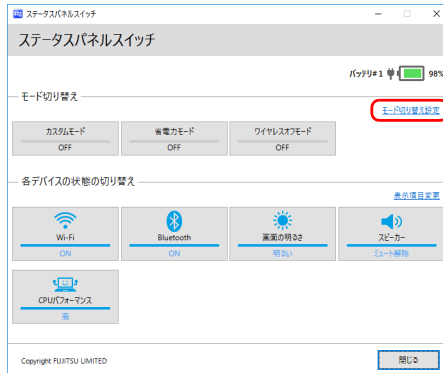 ステータスパネルスイッチ
ステータスパネルスイッチ
バッテリ#1 98%
モード切り替え
モード切り替え設定
カスタムモード 省電力モード ワイヤレスオフモード
OFF OFF OFF
各デバイスの状態の切り替え
表示項目変更
Wi-Fi Bluetooth 画面の明るさ スピーカー
ON ON 明るい ミュート解除
CPUパフォーマンス
高
Copyright FUJITSU LIMITED 閉じる